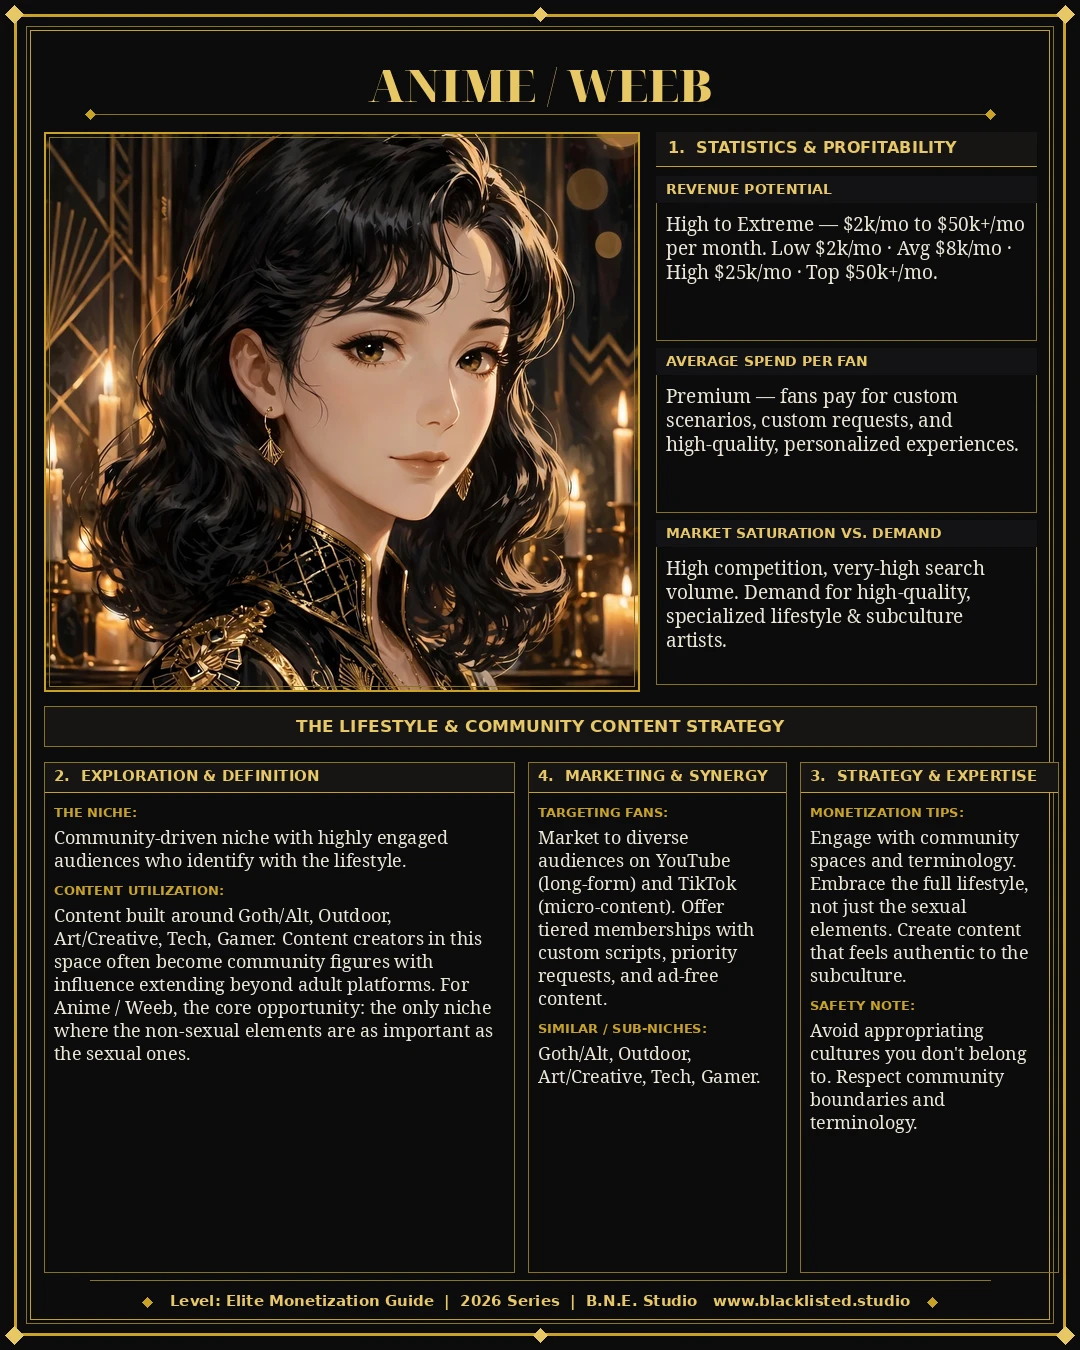 ANIME / WEEB
1. STATISTICS & PROFITABILITY
REVENUE POTENTIAL
High to Extreme — $2k/mo to $50k+/mo
per month. Low $2k/mo · Avg $8k/mo ·
High $25k/mo · Top $50k+/mo.
AVERAGE SPEND PER FAN
Premium — fans pay for custom
scenarios, custom requests, and
high-quality, personalized experiences.
MARKET SATURATION VS. DEMAND
High competition, very-high search
volume. Demand for high-quality,
specialized lifestyle & subculture
artists.
THE LIFESTYLE & COMMUNITY CONTENT STRATEGY
2. EXPLORATION & DEFINITION
THE NICHE:
Community-driven niche with highly engaged
audiences who identify with the lifestyle.
CONTENT UTILIZATION:
Content built around Goth/Alt, Outdoor,
Art/Creative, Tech, Gamer. Content creators in this
space often become community figures with
influence extending beyond adult platforms. For
Anime / Weeb, the core opportunity: the only niche
where the non-sexual elements are as important as
the sexual ones.
4. MARKETING & SYNERGY
TARGETING FANS:
Market to diverse
audiences on YouTube
(long-form) and TikTok
(micro-content). Offer
tiered memberships with
custom scripts, priority
requests, and ad-free
content.
SIMILAR / SUB-NICHES:
Goth/Alt, Outdoor,
Art/Creative, Tech, Gamer.
3. STRATEGY & EXPERTISE
MONETIZATION TIPS:
Engage with community
spaces and terminology.
Embrace the full lifestyle,
not just the sexual
elements. Create content
that feels authentic to the
subculture.
SAFETY NOTE:
Avoid appropriating
cultures you don't belong
to. Respect community
boundaries and
terminology.
Level: Elite Monetization Guide | 2026 Series | B.N.E. Studio www.blacklisted.studio